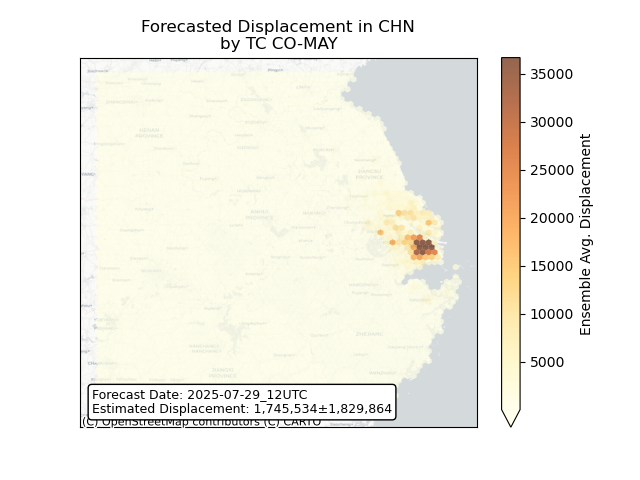 Forecasted Displacement in CHN
by TC CO-MAY
35000
30000
25000
20000
15000
10000
5000
Ensemble Avg. Displacement
Forecast Date: 2025-07-29_12UTC
Estimated Displacement: 1,745,534±1,829,864
(C) OpenStreetMap contributors (C) CARTO